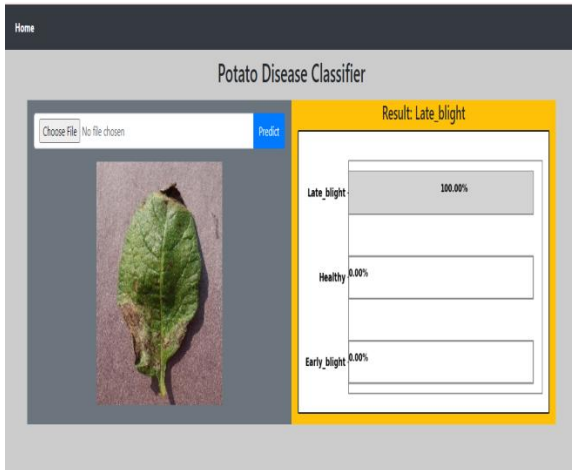 Home
Potato Disease Classifier
Choose File No file chosen Predict
Result: Late_blight
Late_blight 100.00%
Healthy 0.00%
Early_blight 0.00%